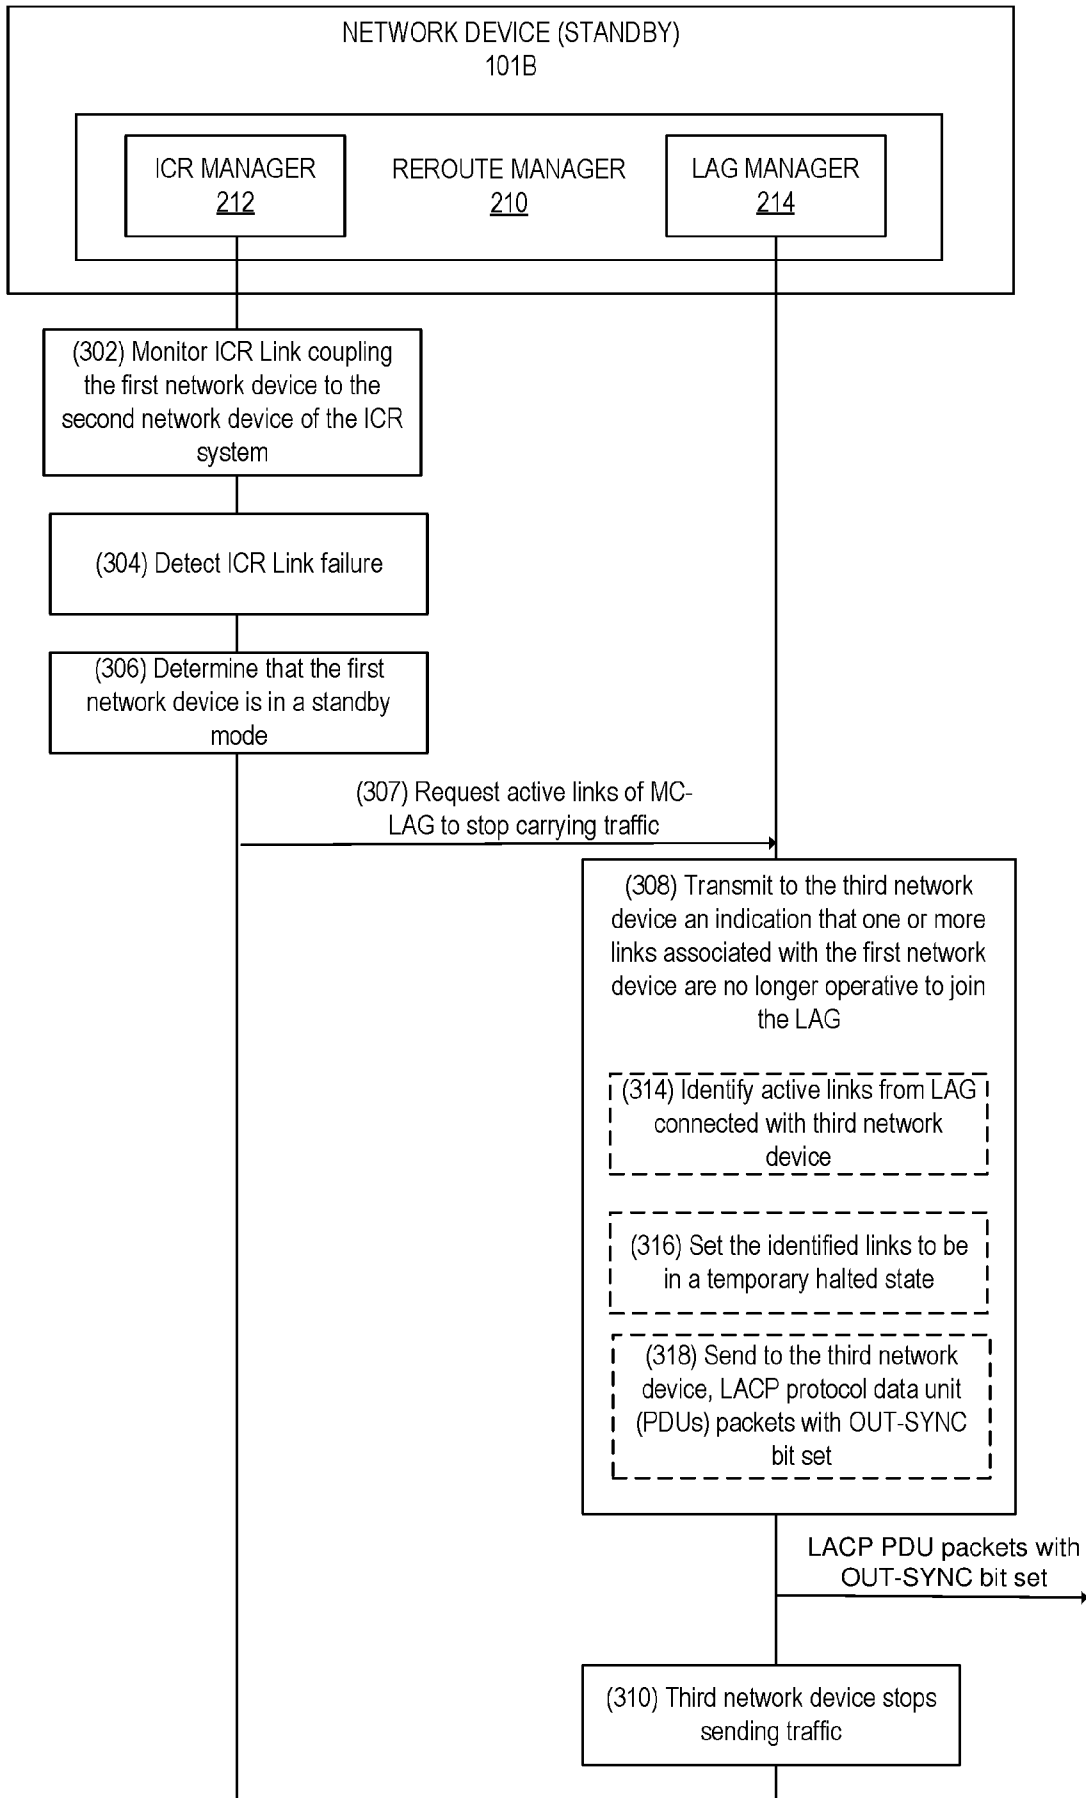 NETWORK DEVICE (STANDBY)
101B
ICR MANAGER
212
REROUTE MANAGER
210
LAG MANAGER
214
(302) Monitor ICR Link coupling
the first network device to the
second network device of the ICR
system
(304) Detect ICR Link failure
(306) Determine that the first
network device is in a standby
mode
(307) Request active links of MC-
LAG to stop carrying traffic
(308) Transmit to the third network
device an indication that one or more
links associated with the first network
device are no longer operative to join
the LAG
(314) Identify active links from LAG
connected with third network
device
(316) Set the identified links to be
in a temporary halted state
(318) Send to the third network
device, LACP protocol data unit
(PDUs) packets with OUT-SYNC
bit set
LACP PDU packets with
OUT-SYNC bit set
(310) Third network device stops
sending traffic